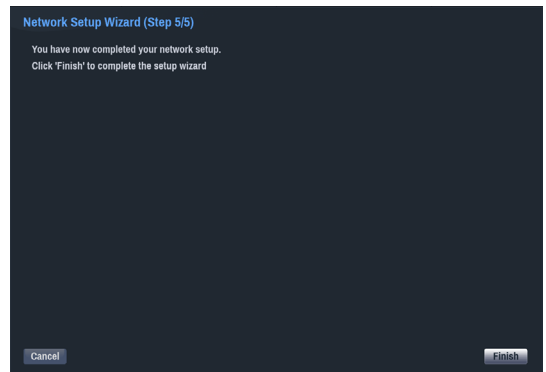 Network Setup Wizard (Step 5/5)
You have now completed your network setup.
Click 'Finish' to complete the setup wizard
Cancel
Finish